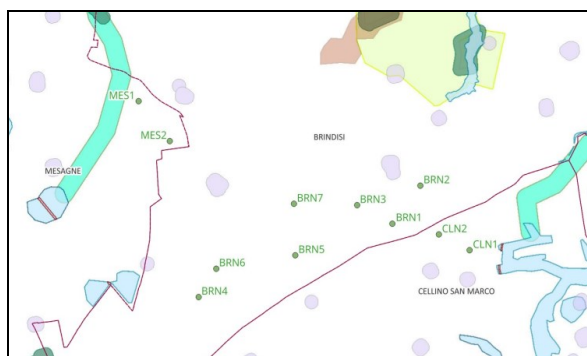 MES1
MES2
BRINDISI
MESAGNE
BRN2
BRN7
BRN3
BRN1
CLN2
CLN1
BRN5
BRN6
CELLINO SAN MARCO
BRN4